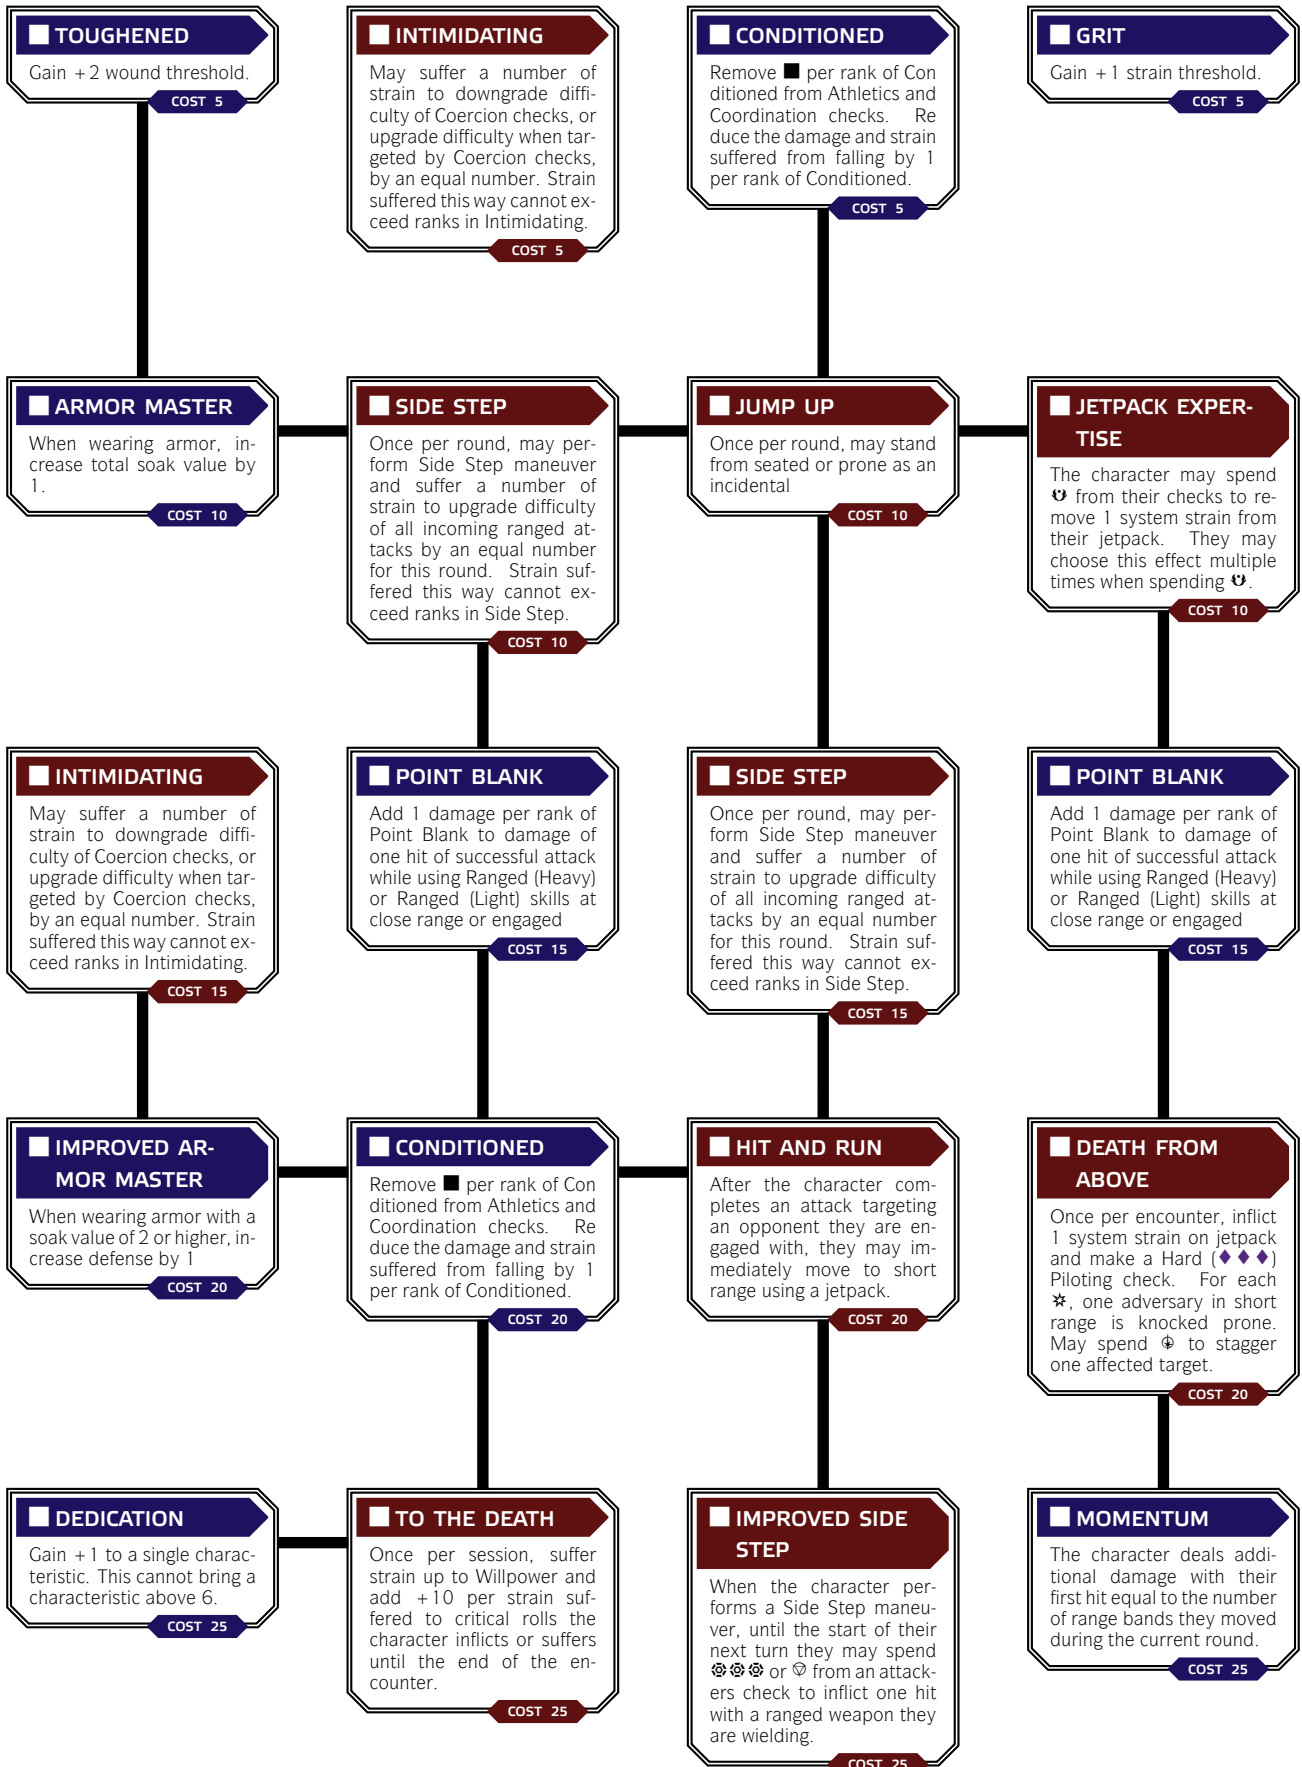 TOUGHENED
Gain +2 wound threshold.
COST 5
INTIMIDATING
May suffer a number of
strain to downgrade diffi-
culty of Coercion checks, or
upgrade difficulty when tar-
geted by Coercion checks,
by an equal number. Strain
suffered this way cannot ex-
ceed ranks in Intimidating.
COST 5
CONDITIONED
Remove ■ per rank of Con
ditioned from Athletics and
Coordination checks. Re
duce the damage and strain
suffered from falling by 1
per rank of Conditioned.
COST 5
GRIT
Gain +1 strain threshold.
COST 5
ARMOR MASTER
When wearing armor, in-
crease total soak value by
1.
COST 10
SIDE STEP
Once per round, may per-
form Side Step maneuver
and suffer a number of
strain to upgrade difficulty
of all incoming ranged at-
tacks by an equal number
for this round. Strain suf-
fered this way cannot ex-
ceed ranks in Side Step.
COST 10
JUMP UP
Once per round, may stand
from seated or prone as an
incidental
COST 10
JETPACK EXPER-
TISE
The character may spend
from their checks to re-
move 1 system strain from
their jetpack. They may
choose this effect multiple
times when spending .
COST 10
INTIMIDATING
May suffer a number of
strain to downgrade diffi-
culty of Coercion checks, or
upgrade difficulty when tar-
geted by Coercion checks,
by an equal number. Strain
suffered this way cannot ex-
ceed ranks in Intimidating.
COST 15
POINT BLANK
Add 1 damage per rank of
Point Blank to damage of
one hit of successful attack
while using Ranged (Heavy)
or Ranged (Light) skills at
close range or engaged
COST 15
SIDE STEP
Once per round, may per-
form Side Step maneuver
and suffer a number of
strain to upgrade difficulty
of all incoming ranged at-
tacks by an equal number
for this round. Strain suf-
fered this way cannot ex-
ceed ranks in Side Step.
COST 15
POINT BLANK
Add 1 damage per rank of
Point Blank to damage of
one hit of successful attack
while using Ranged (Heavy)
or Ranged (Light) skills at
close range or engaged
COST 15
IMPROVED AR-
MOR MASTER
When wearing armor with a
soak value of 2 or higher, in-
crease defense by 1
COST 20
CONDITIONED
Remove ■ per rank of Con
ditioned from Athletics and
Coordination checks. Re
duce the damage and strain
suffered from falling by 1
per rank of Conditioned.
COST 20
HIT AND RUN
After the character com-
pletes an attack targeting
an opponent they are en-
gaged with, they may im-
mediately move to short
range using a jetpack.
COST 20
DEATH FROM
ABOVE
Once per encounter, inflict
1 system strain on jetpack
and make a Hard (♦♦♦)
Piloting check. For each
, one adversary in short
range is knocked prone.
May spend to stagger
one affected target.
COST 20
DEDICATION
Gain +1 to a single charac-
teristic. This cannot bring a
characteristic above 6.
COST 25
TO THE DEATH
Once per session, suffer
strain up to Willpower and
add +10 per strain suf-
fered to critical rolls the
character inflicts or suffers
until the end of the en-
counter.
COST 25
IMPROVED SIDE
STEP
When the character per-
forms a Side Step maneu-
ver, until the start of their
next turn they may spend
or from an attack-
ers check to inflict one hit
with a ranged weapon they
are wielding.
COST 25
MOMENTUM
The character deals addi-
tional damage with their
first hit equal to the number
of range bands they moved
during the current round.
COST 25